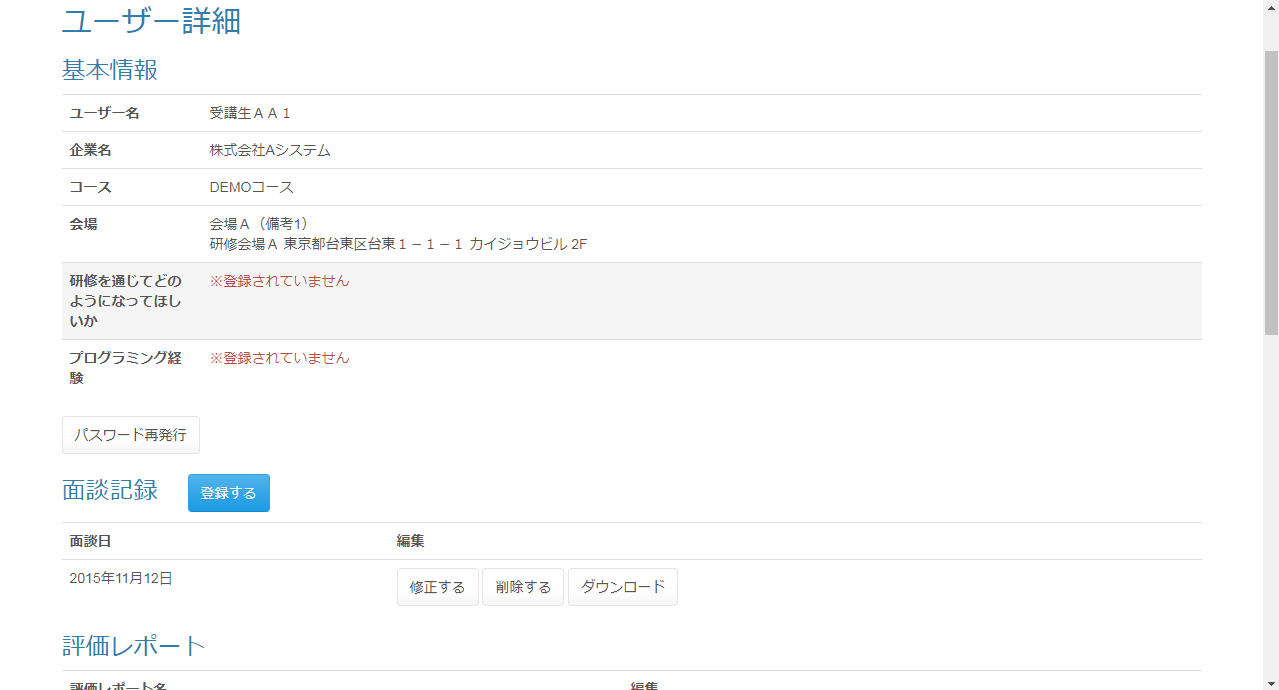 ユーザー詳細
基本情報
ユーザー名 受講生ＡＡ１
企業名 株式会社Aシステム
コース DEMOコース
会場 会場Ａ（備考1）
研修会場Ａ 東京都台東区台東１－１－１ カイジョウビル 2F
研修を通じてどの ※登録されていません
ようになってほし
いか
プログラミング経 ※登録されていません
験
パスワード再発行
面談記録 登録する
面談日 編集
2015年11月12日 修正する 削除する ダウンロード
評価レポート
評価レポート名 編集